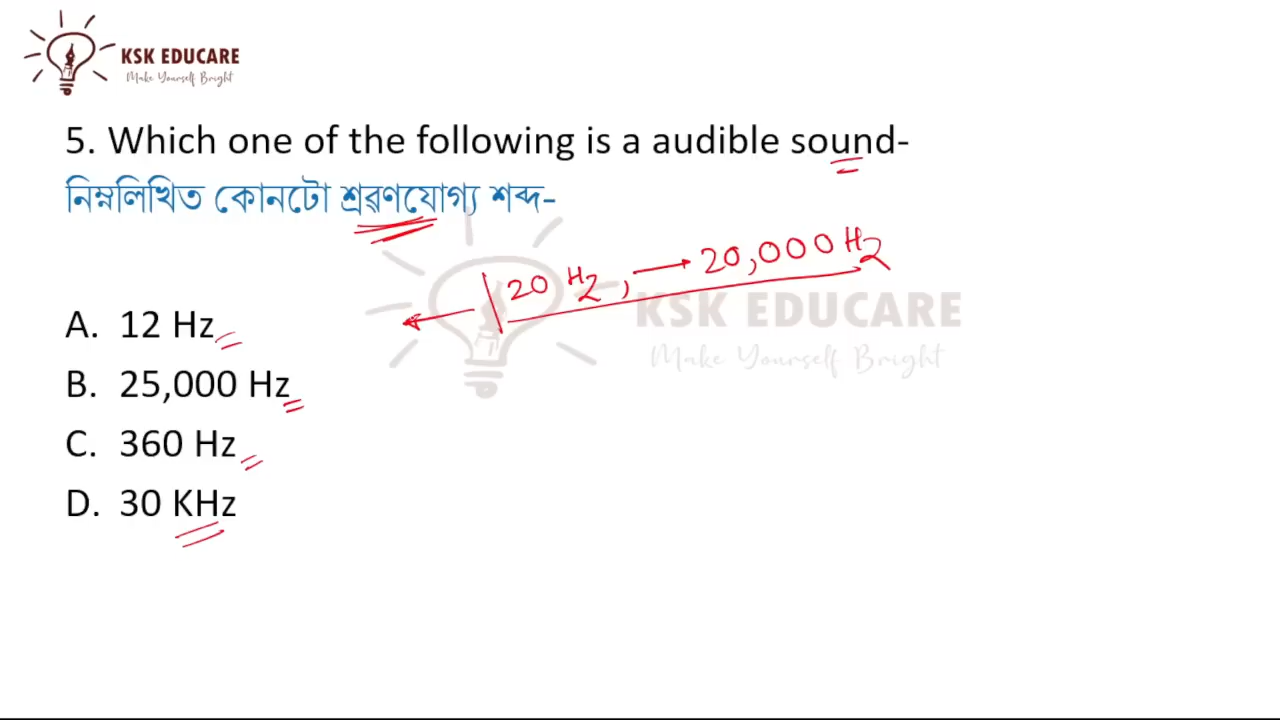 KSK EDUCARE
Make Yourself Bright
5. Which one of the following is a audible sound-
নিম্নলিখিত কোনটো শ্ৰৱণযোগ্য শব্দ-
20 Hz, → 20,000 Hz
KSK EDUCARE
Make Yourself Bright
A. 12 Hz
B. 25,000 Hz
C. 360 Hz
D. 30 KHz